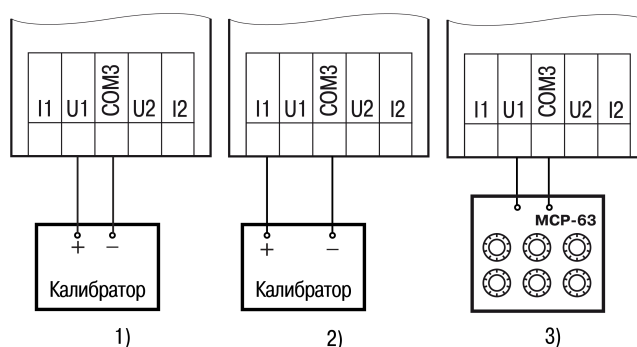 I1 U1 COM3 U2 I2
I1 U1 COM3 U2 I2
I1 U1 COM3 U2 I2
+ −
Калибратор
+ −
Калибратор
МСР-63
1)
2)
3)